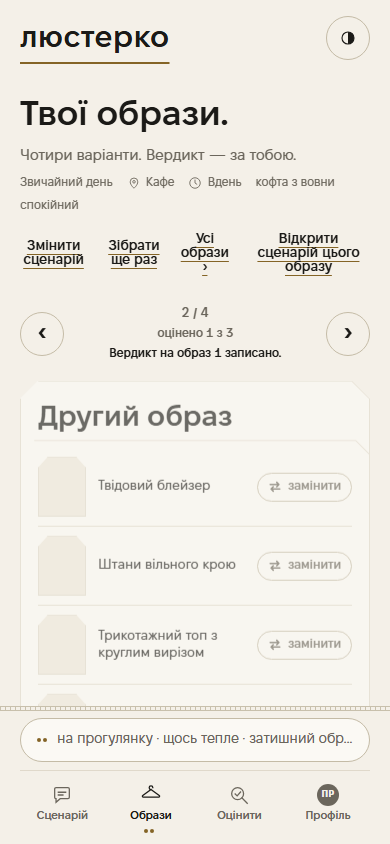 люстерко
Твої образи.
Чотири варіанти. Вердикт — за тобою.
Звичайний день Кафе Вдень кофта з вовни
спокійний
Змінити
сценарій
Зібрати
ще раз
Усі
образи
›
Відкрити
сценарій цього
образу
‹
2 / 4
оцінено 1 з 3
Вердикт на образ 1 записано.
›
Другий образ
Твідовий блейзер
замінити
Штани вільного крою
замінити
Трикотажний топ з
круглим вирізом
замінити
на прогулянку · щось тепле · затишний обр...
Сценарій
Образи
Оцінити
ПР
Профіль